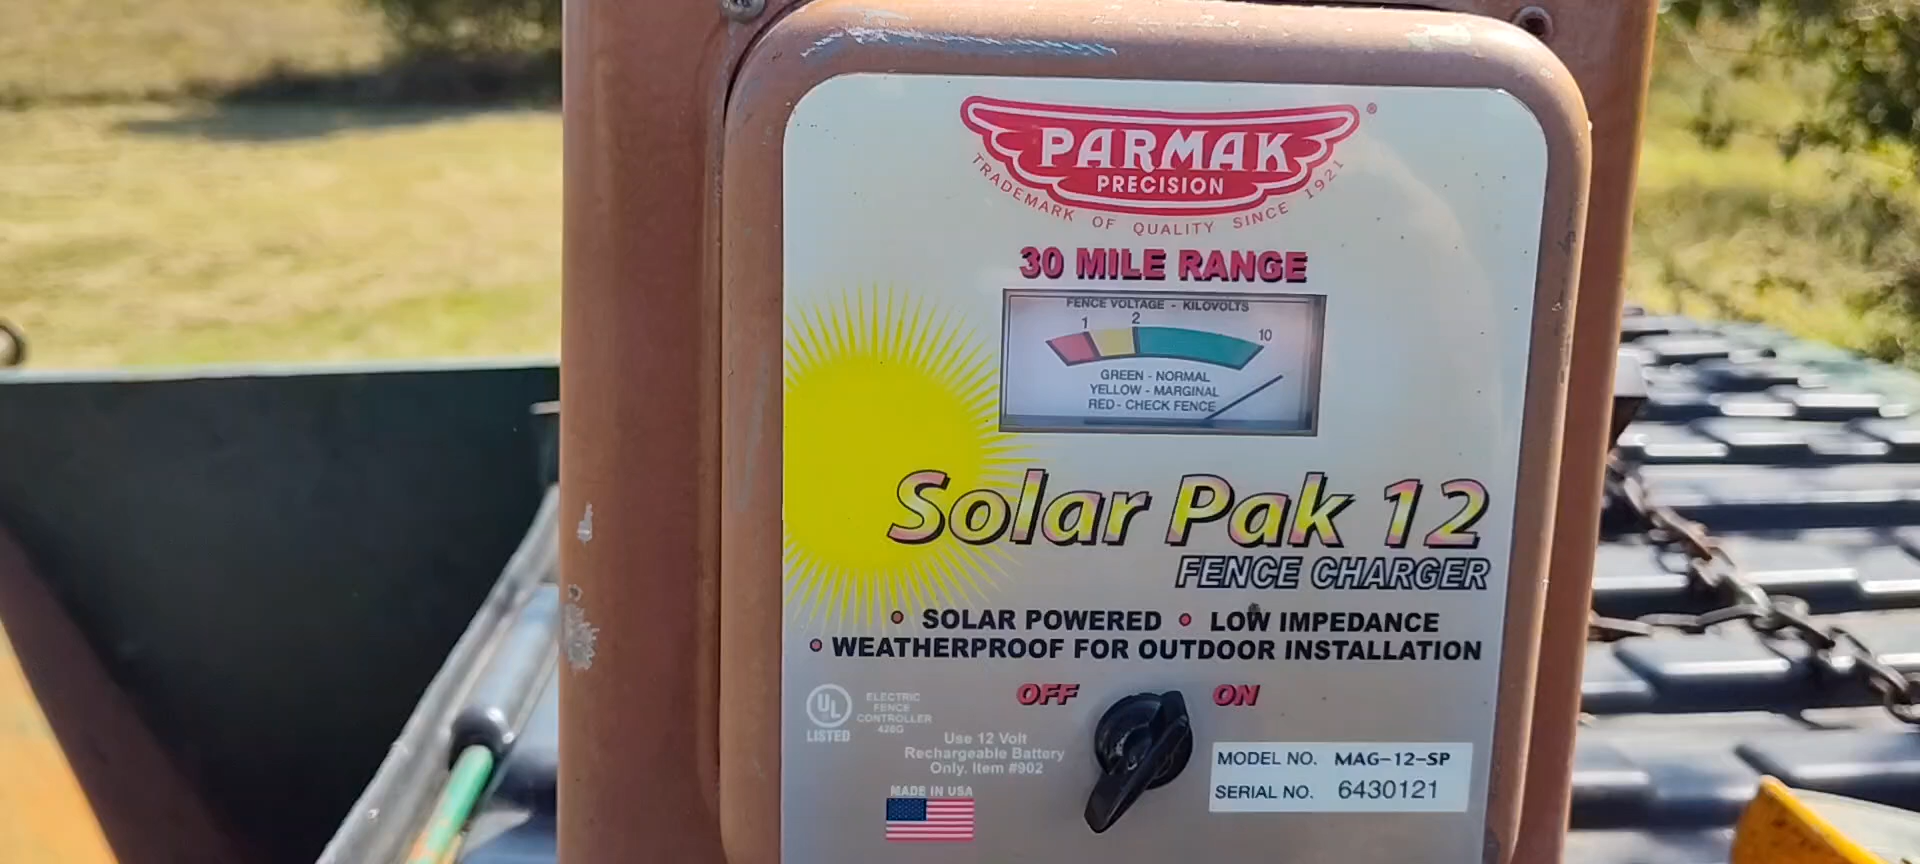 PARMAK®
PRECISION
TRADEMARK OF QUALITY SINCE 1921
30 MILE RANGE
FENCE VOLTAGE - KILOVOLTS
1 2 10
GREEN - NORMAL
YELLOW - MARGINAL
RED - CHECK FENCE
Solar Pak 12
FENCE CHARGER
• SOLAR POWERED • LOW IMPEDANCE
• WEATHERPROOF FOR OUTDOOR INSTALLATION
OFF ON
UL
LISTED
ELECTRIC
FENCE
CONTROLLER
426G
Use 12 Volt
Rechargeable Battery
Only. Item #902
MADE IN USA
MODEL NO. MAG-12-SP
SERIAL NO. 6430121